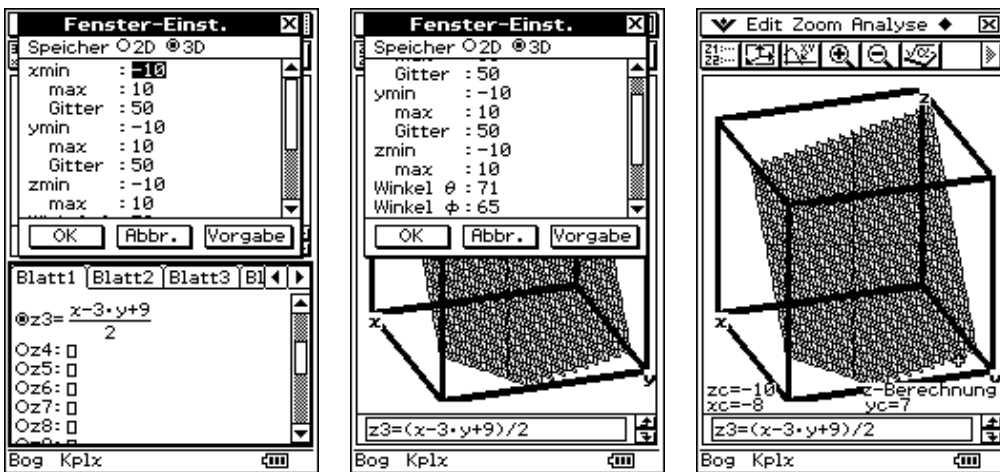 Fenster-Einst.
Speicher 2D 3D
xmin :-10
max :10
Gitter :50
ymin :-10
max :10
Gitter :50
zmin :-10
max :10
OK Abbr. Vorgabe
Blatt1 Blatt2 Blatt3 Bl
z3= x-3·y+9
2
z4:
z5:
z6:
z7:
z8:
Bog Kplx
Fenster-Einst.
Speicher 2D 3D
Gitter :50
ymin :-10
max :10
Gitter :50
zmin :-10
max :10
Winkel θ :71
Winkel φ :65
OK Abbr. Vorgabe
x
y
z3=(x-3·y+9)/2
Bog Kplx
Edit Zoom Analyse
z
x
zc=-10 z-Berechnung
xc=-8 yc=7
z3=(x-3·y+9)/2
Bog Kplx